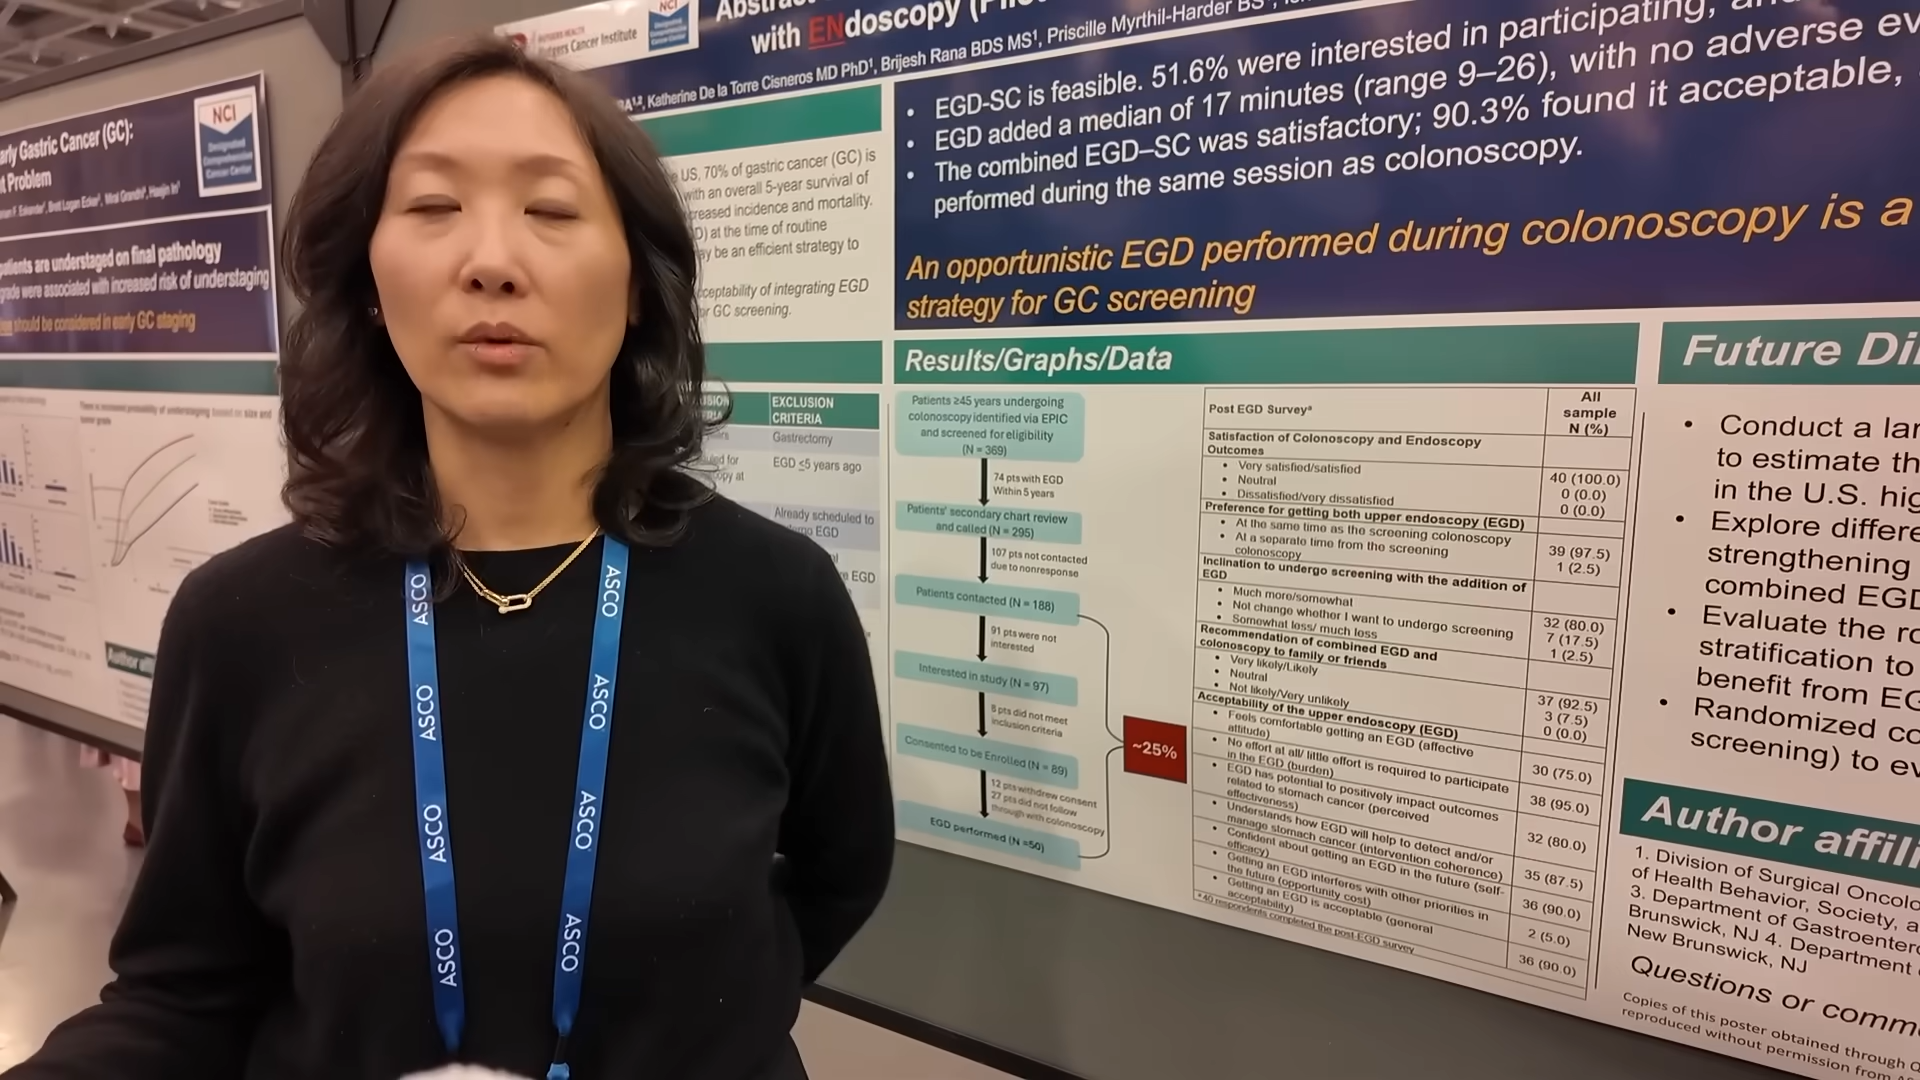 NCI
Designated
Comprehensive
Cancer Center
arly Gastric Cancer (GC):
t Problem
patients are understaged on final pathology
grade were associated with increased risk of understaging
should be considered in early GC staging
Author affil
Rutgers Cancer Institute
NCI
Abstrac
with ENdoscopy (P
Katherine De la Torre Cisneros MD PhD¹, Brijesh Rana BDS MS¹, Priscille Myrthil-Harder BS
• EGD-SC is feasible. 51.6% were interested in participating,
• EGD added a median of 17 minutes (range 9–26), with no adverse ev
• The combined EGD–SC was satisfactory; 90.3% found it acceptable,
performed during the same session as colonoscopy.
An opportunistic EGD performed during colonoscopy is a
strategy for GC screening
US, 70% of gastric cancer (GC) is
with an overall 5-year survival of
creased incidence and mortality.
D) at the time of routine
ay be an efficient strategy to
cceptability of integrating EGD
or GC screening.
EXCLUSION
CRITERIA
Gastrectomy
EGD ≤5 years ago
Already scheduled to
EGD
Results/Graphs/Data
Patients ≥45 years undergoing
colonoscopy identified via EPIC
and screened for eligibility
(N = 369)
74 pts with EGD
Within 5 years
Patients' secondary chart review
and called (N = 295)
107 pts not contacted
due to nonresponse
Patients contacted (N = 188)
91 pts were not
interested
Interested in study (N = 97)
8 pts did not meet
inclusion criteria
Consented to be Enrolled (N = 89)
12 pts withdrew consent
27 pts did not follow
through with colonoscopy
EGD performed (N =50)
~25%
Post EGD Surveyᵃ
All
sample
N (%)
Satisfaction of Colonoscopy and Endoscopy
Outcomes
• Very satisfied/satisfied 40 (100.0)
• Neutral 0 (0.0)
• Dissatisfied/very dissatisfied 0 (0.0)
Preference for getting both upper endoscopy (EGD)
• At the same time as the screening colonoscopy 39 (97.5)
• At a separate time from the screening
colonoscopy 1 (2.5)
Inclination to undergo screening with the addition of
EGD
• Much more/somewhat 32 (80.0)
• Not change whether I want to undergo screening 7 (17.5)
• Somewhat less/ much less 1 (2.5)
Recommendation of combined EGD and
colonoscopy to family or friends
• Very likely/Likely 37 (92.5)
• Neutral 3 (7.5)
• Not likely/Very unlikely 0 (0.0)
Acceptability of the upper endoscopy (EGD)
• Feels comfortable getting an EGD (affective
attitude) 30 (75.0)
• No effort at all/ little effort is required to participate
in the EGD (burden) 38 (95.0)
• EGD has potential to positively impact outcomes
related to stomach cancer (perceived
effectiveness) 32 (80.0)
• Understands how EGD will help to detect and/or
manage stomach cancer (intervention coherence) 35 (87.5)
• Confident about getting an EGD in the future (self-
efficacy) 36 (90.0)
• Getting an EGD interferes with other priorities in
the future (opportunity cost) 2 (5.0)
• Getting an EGD is acceptable (general
acceptability) 36 (90.0)
ᵃ 40 respondents completed the post-EGD survey
Future Di
• Conduct a lar
to estimate th
in the U.S. hig
• Explore differe
strengthening
combined EGD
• Evaluate the ro
stratification to
benefit from EG
• Randomized co
screening) to ev
Author affili
1. Division of Surgical Oncolo
of Health Behavior, Society, a
3. Department of Gastroentero
Brunswick, NJ 4. Department
New Brunswick, NJ
Questions or comm
Copies of this poster obtained through Q
reproduced without permission from A
ASCO
ASCO
ASCO
ASCO
ASCO
ASCO
ASCO
ASCO